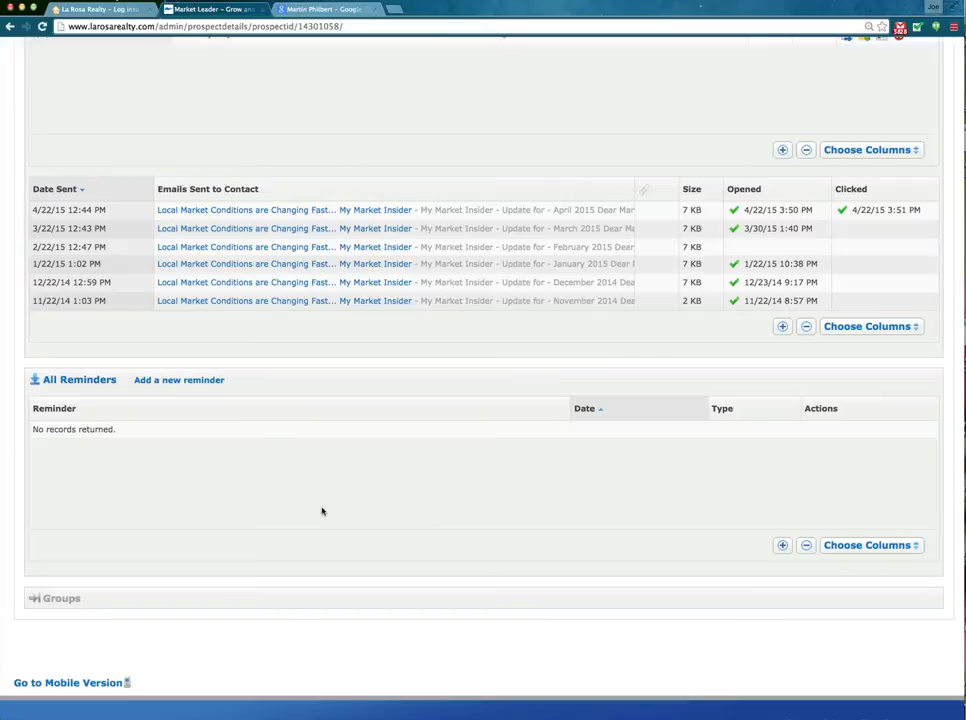 La Rosa Realty – Log into
Market Leader – Grow and
Mertin Philbert – Google
Joe
www.larosarealty.com/admin/prospectdetails/prospectid/14301058/
Choose Columns
Date Sent Emails Sent to Contact Size Opened Clicked
4/22/15 12:44 PM Local Market Conditions are Changing Fast... My Market Insider - My Market Insider - Update for - April 2015 Dear Mar 7 KB 4/22/15 3:50 PM 4/22/15 3:51 PM
3/22/15 12:43 PM Local Market Conditions are Changing Fast... My Market Insider - My Market Insider - Update for - March 2015 Dear M 7 KB 3/30/15 1:40 PM
2/22/15 12:47 PM Local Market Conditions are Changing Fast... My Market Insider - My Market Insider - Update for - February 2015 Dear 7 KB
1/22/15 1:02 PM Local Market Conditions are Changing Fast... My Market Insider - My Market Insider - Update for - January 2015 Dear 7 KB 1/22/15 10:38 PM
12/22/14 12:59 PM Local Market Conditions are Changing Fast... My Market Insider - My Market Insider - Update for - December 2014 Dea 7 KB 12/23/14 9:17 PM
11/22/14 1:03 PM Local Market Conditions are Changing Fast... My Market Insider - My Market Insider - Update for - November 2014 Dea 2 KB 11/22/14 8:57 PM
Choose Columns
All Reminders Add a new reminder
Reminder Date Type Actions
No records returned.
Choose Columns
Groups
Go to Mobile Version